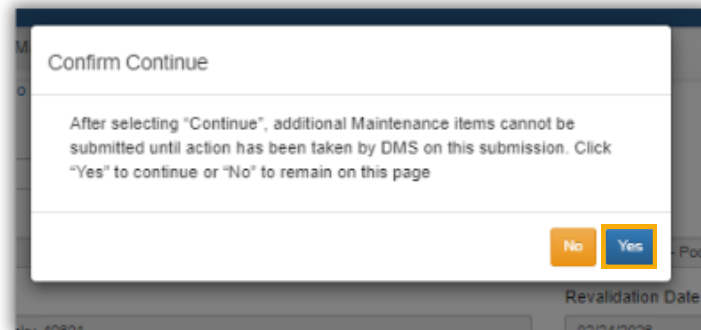 Confirm Continue
After selecting “Continue”, additional Maintenance items cannot be
submitted until action has been taken by DMS on this submission. Click
“Yes” to continue or “No” to remain on this page
No Yes
Revalidation Date